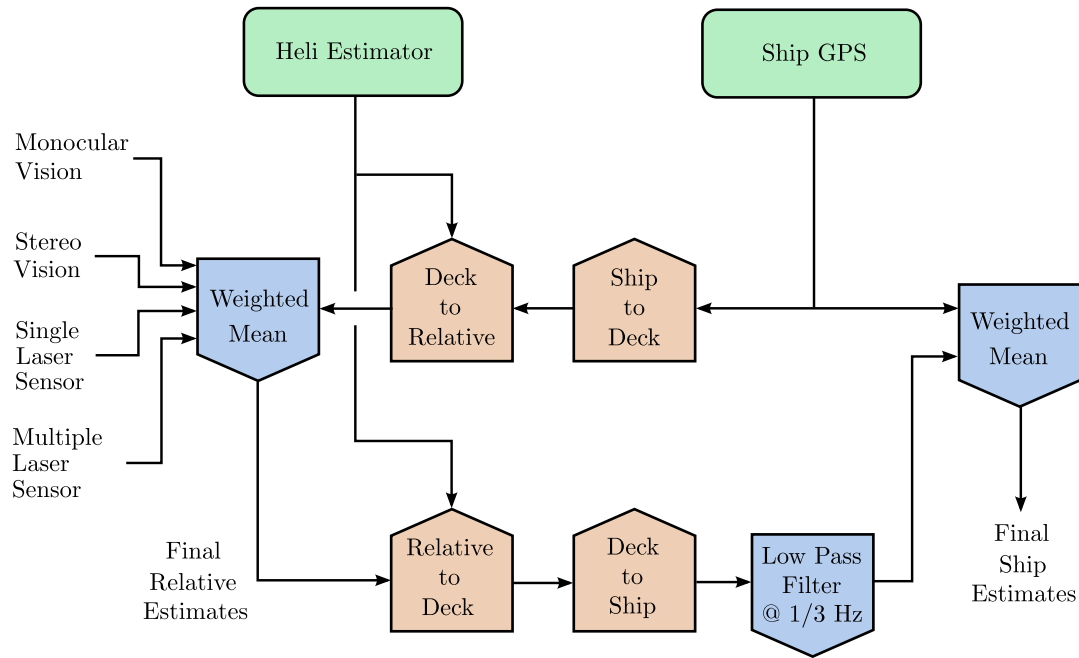 Heli Estimator
Ship GPS
Monocular
Vision
Stereo
Vision
Single
Laser
Sensor
Multiple
Laser
Sensor
Weighted
Mean
Deck
to
Relative
Ship
to
Deck
Weighted
Mean
Final
Relative
Estimates
Relative
to
Deck
Deck
to
Ship
Low Pass
Filter
@ 1/3 Hz
Final
Ship
Estimates